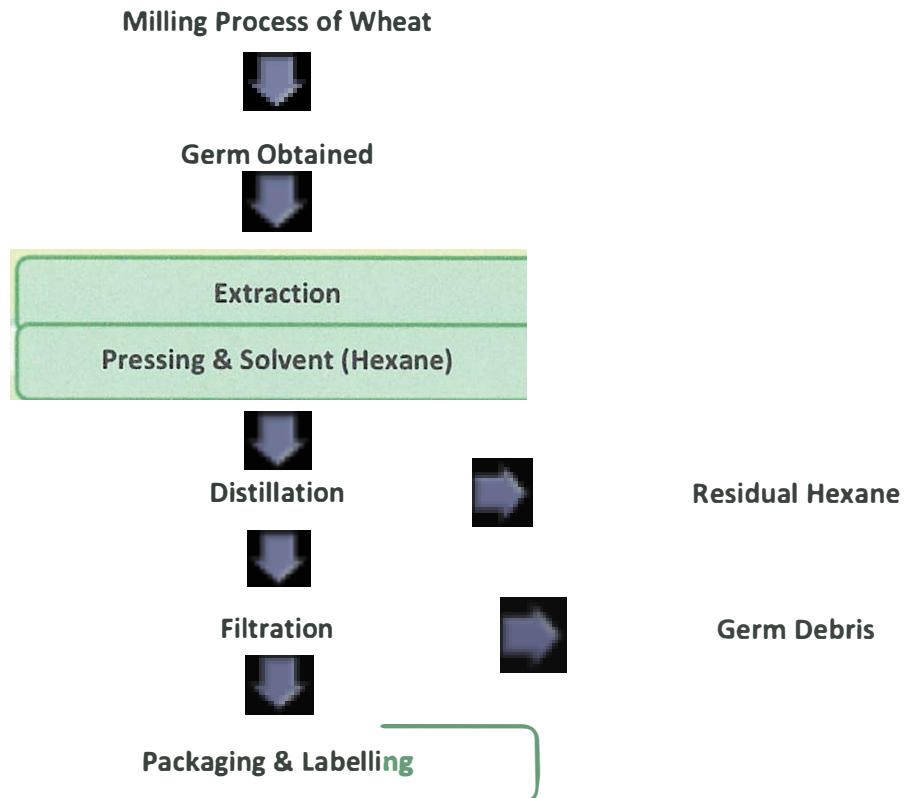 Milling Process of Wheat
Germ Obtained
Extraction
Pressing & Solvent (Hexane)
Distillation
Residual Hexane
Filtration
Germ Debris
Packaging & Labelling